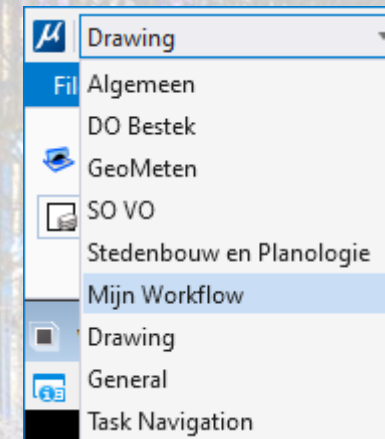 Drawing
Fil
Algemeen
DO Bestek
GeoMeten
SO VO
Stedenbouw en Planologie
Mijn Workflow
Drawing
General
Task Navigation